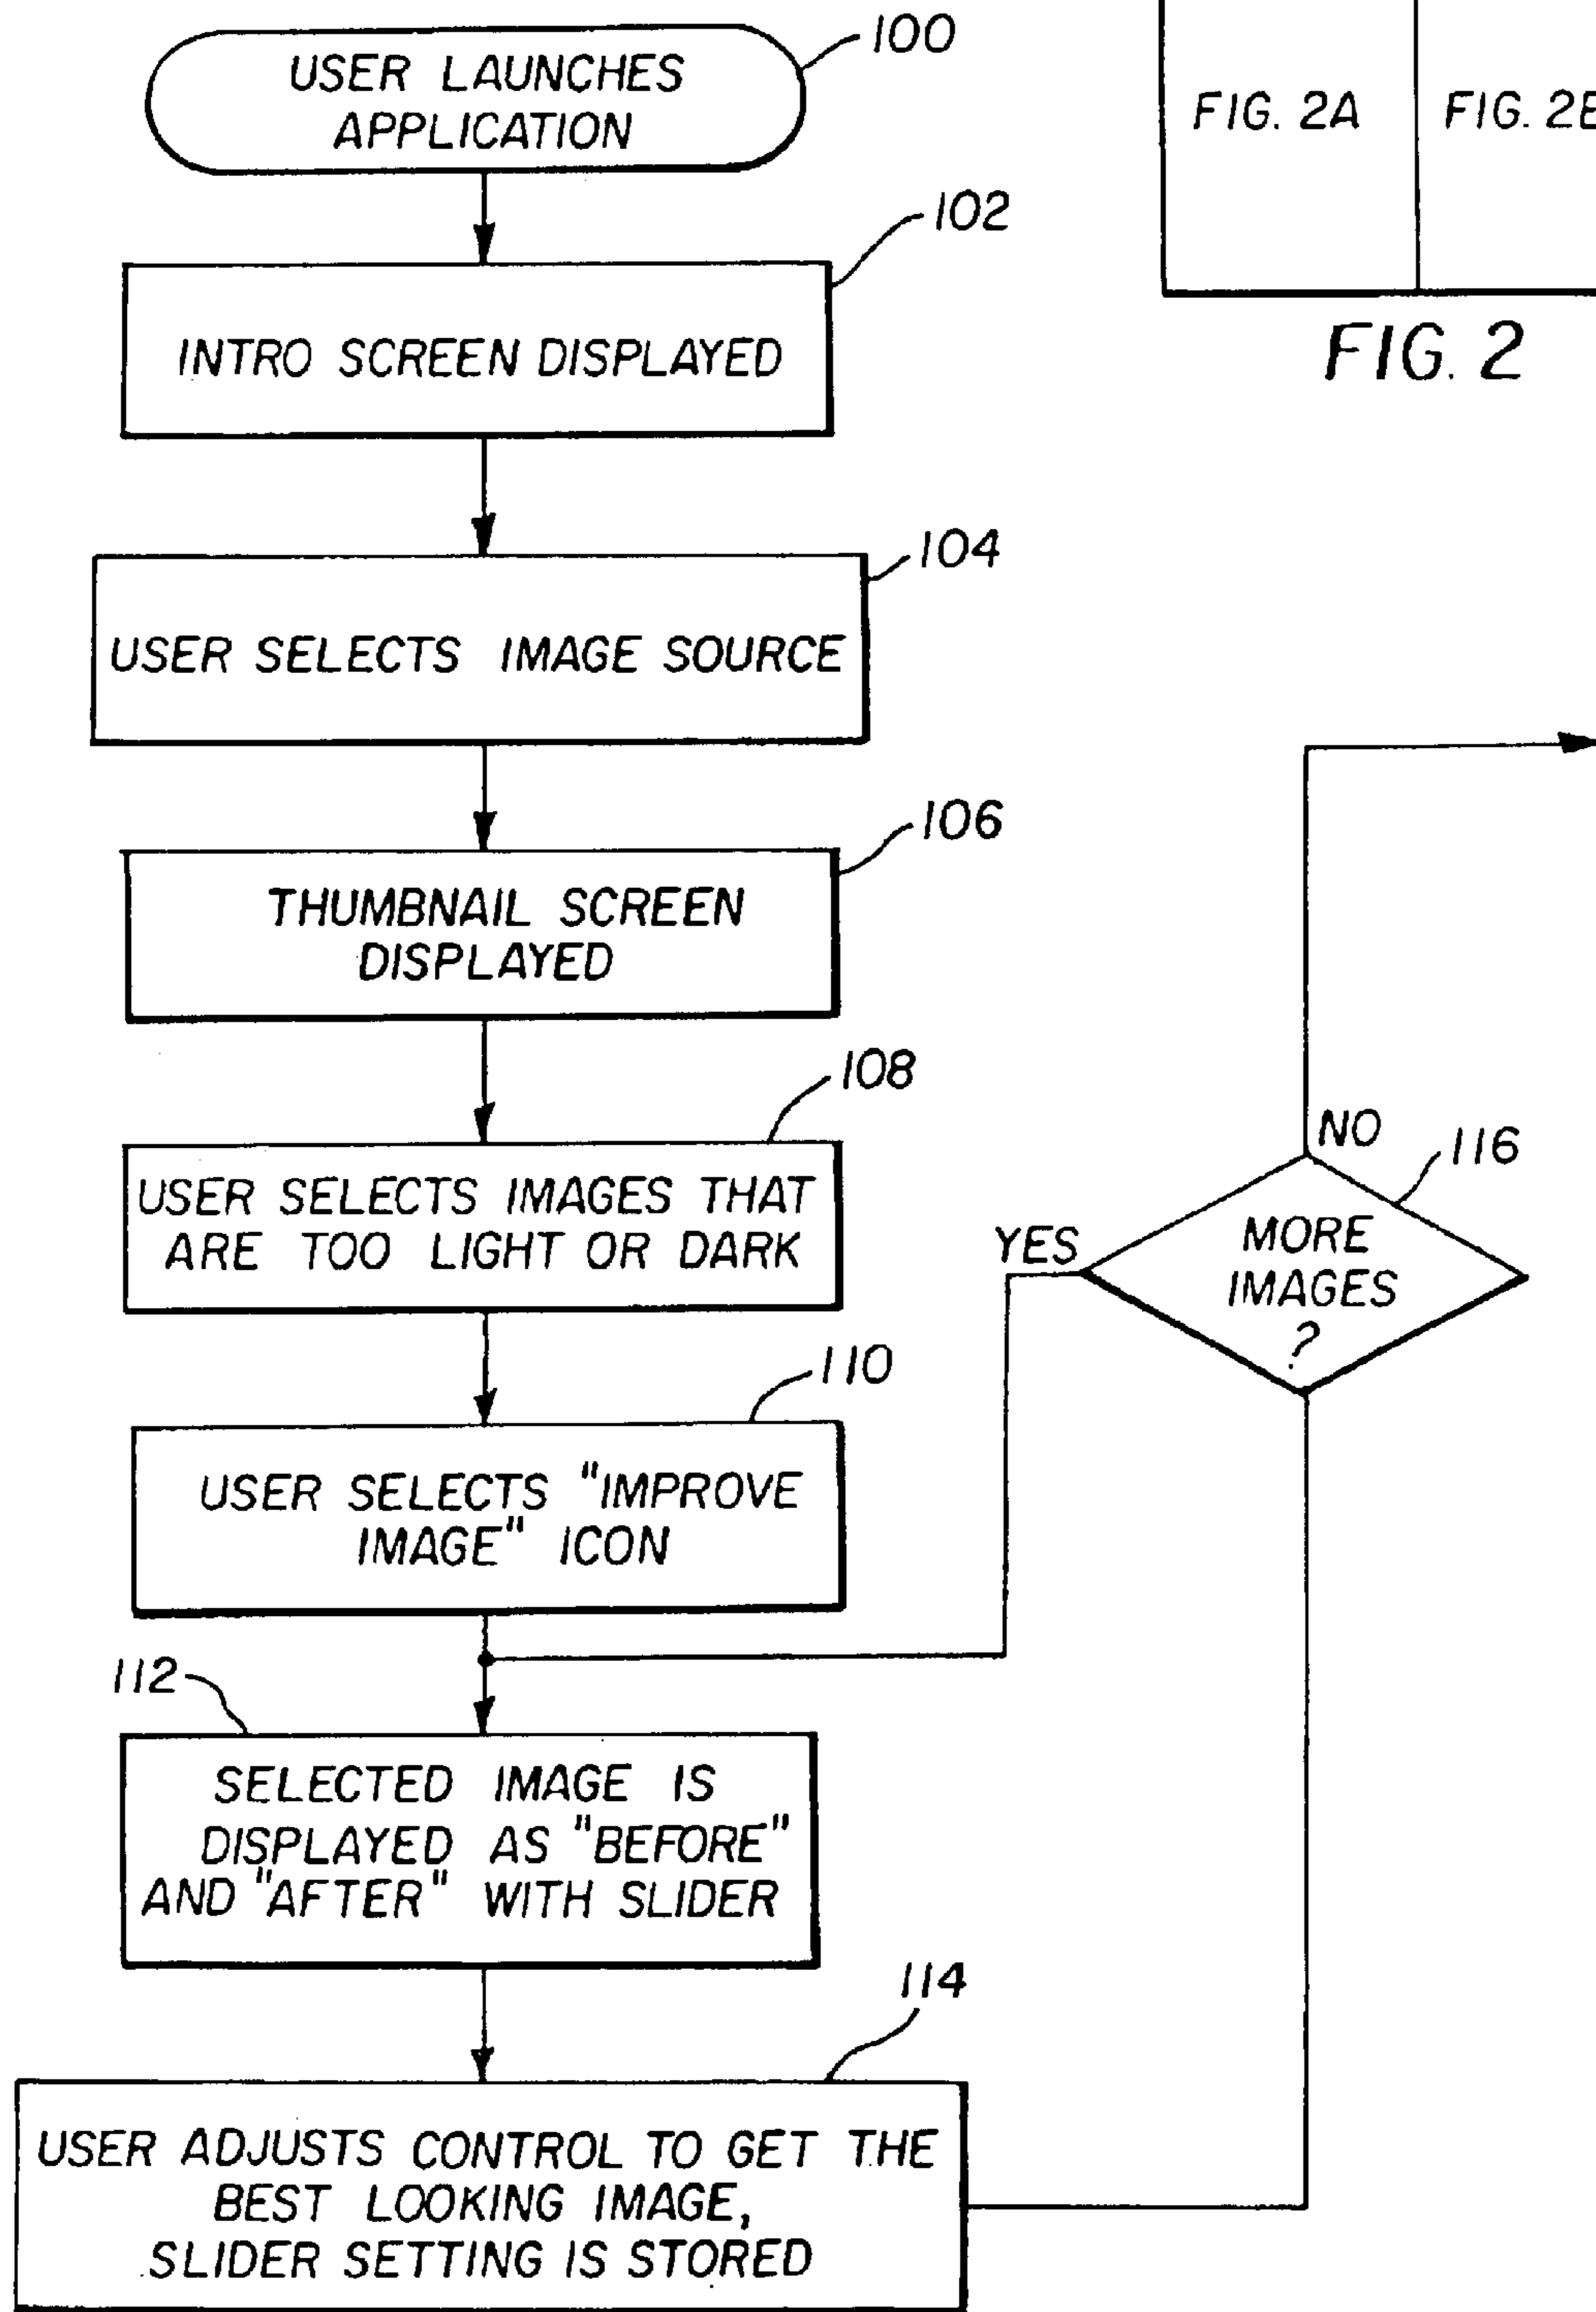 100
USER LAUNCHES
APPLICATION
FIG. 2A
FIG. 2B
FIG. 2
102
INTRO SCREEN DISPLAYED
104
USER SELECTS IMAGE SOURCE
106
THUMBNAIL SCREEN
DISPLAYED
108
USER SELECTS IMAGES THAT
ARE TOO LIGHT OR DARK
NO
116
YES
MORE
IMAGES
?
110
USER SELECTS "IMPROVE
IMAGE" ICON
112
SELECTED IMAGE IS
DISPLAYED AS "BEFORE"
AND "AFTER" WITH SLIDER
114
USER ADJUSTS CONTROL TO GET THE
BEST LOOKING IMAGE,
SLIDER SETTING IS STORED